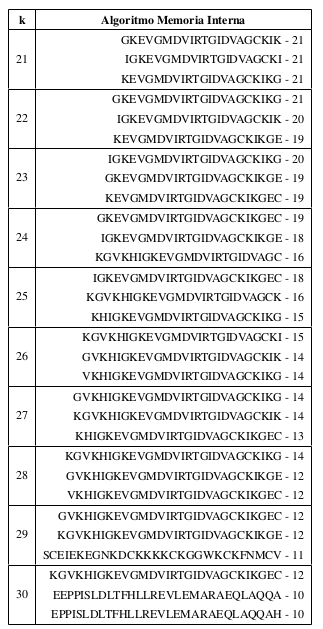 k Algoritmo Memoria Interna
21
GKEVGMDVIRTGIDVAGCKIK - 21
IGKEVGMDVIRTGIDVAGCKI - 21
KEVGMDVIRTGIDVAGCKIKG - 21
22
GKEVGMDVIRTGIDVAGCKIKG - 21
IGKEVGMDVIRTGIDVAGCKIK - 20
KEVGMDVIRTGIDVAGCKIKGE - 19
23
IGKEVGMDVIRTGIDVAGCKIKG - 20
GKEVGMDVIRTGIDVAGCKIKGE - 19
KEVGMDVIRTGIDVAGCKIKGEC - 19
24
GKEVGMDVIRTGIDVAGCKIKGEC - 19
IGKEVGMDVIRTGIDVAGCKIKGE - 18
KGVKHIGKEVGMDVIRTGIDVAGC - 16
25
IGKEVGMDVIRTGIDVAGCKIKGEC - 18
KGVKHIGKEVGMDVIRTGIDVAGCK - 16
KHIGKEVGMDVIRTGIDVAGCKIKG - 15
26
KGVKHIGKEVGMDVIRTGIDVAGCKI - 15
GVKHIGKEVGMDVIRTGIDVAGCKIK - 14
VKHIGKEVGMDVIRTGIDVAGCKIKG - 14
27
GVKHIGKEVGMDVIRTGIDVAGCKIKG - 14
KGVKHIGKEVGMDVIRTGIDVAGCKIK - 14
KHIGKEVGMDVIRTGIDVAGCKIKGEC - 13
28
KGVKHIGKEVGMDVIRTGIDVAGCKIKG - 14
GVKHIGKEVGMDVIRTGIDVAGCKIKGE - 12
VKHIGKEVGMDVIRTGIDVAGCKIKGEC - 12
29
GVKHIGKEVGMDVIRTGIDVAGCKIKGEC - 12
KGVKHIGKEVGMDVIRTGIDVAGCKIKGE - 12
SCEIEKEGNKDCKKKKCKGGWKCKFNMCV - 11
30
KGVKHIGKEVGMDVIRTGIDVAGCKIKGEC - 12
EEPPISLDLTFHLLREVLEMARAEQLAQQA - 10
EPPISLDLTFHLLREVLEMARAEQLAQQAH - 10